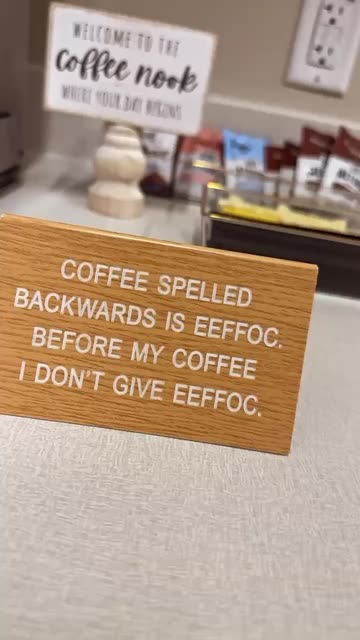 WELCOME TO THE
coffee nook
WHERE YOUR DAY BEGINS
COFFEE SPELLED
BACKWARDS IS EEFFOC.
BEFORE MY COFFEE
I DON'T GIVE EEFFOC.